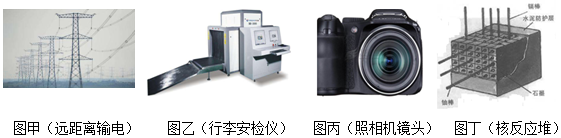 镉棒
水泥防护层
石墨
铀棒
图甲（远距离输电）
图乙（行李安检仪）
图丙（照相机镜头）
图丁（核反应堆）